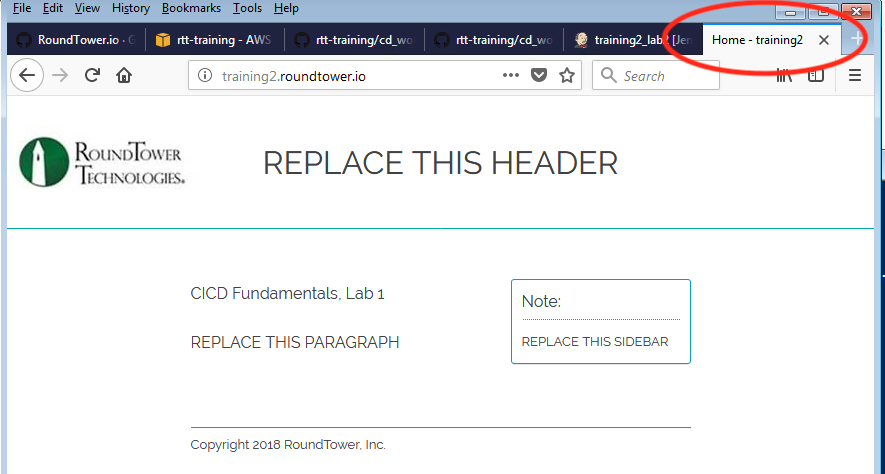 File Edit View History Bookmarks Tools Help
RoundTower.io · G rtt-training - AWS rtt-training/cd_wo rtt-training/cd_wo training2_lab2 [Jen Home - training2
training2.roundtower.io Search
ROUNDTOWER
TECHNOLOGIES®
REPLACE THIS HEADER
CICD Fundamentals, Lab 1
REPLACE THIS PARAGRAPH
Note:
REPLACE THIS SIDEBAR
Copyright 2018 RoundTower, Inc.